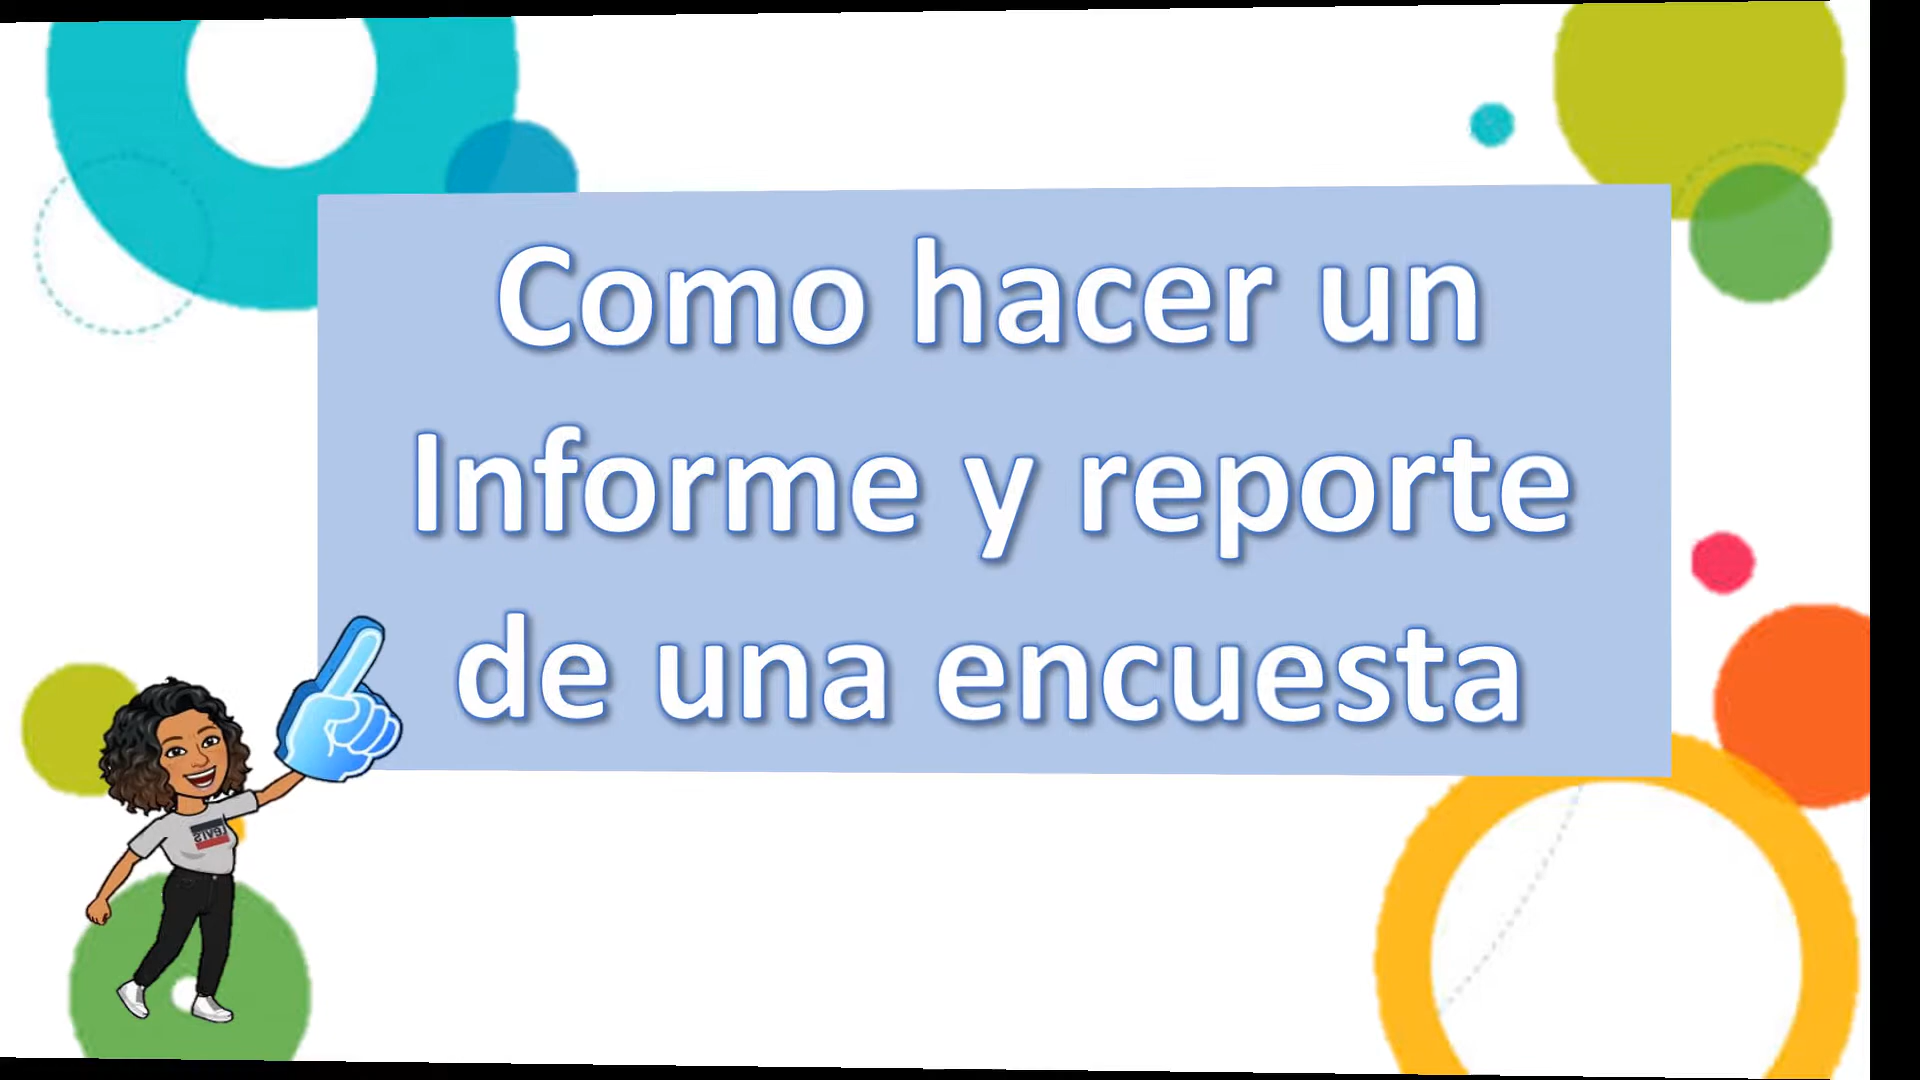 Como hacer un
Informe y reporte
de una encuesta